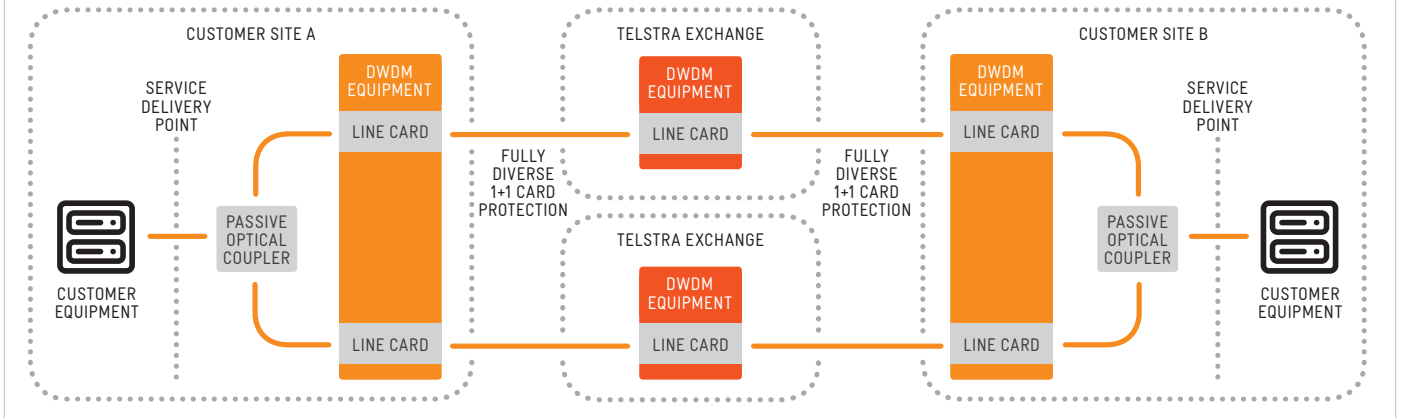 CUSTOMER SITE A
SERVICE
DELIVERY
POINT
CUSTOMER
EQUIPMENT
PASSIVE
OPTICAL
COUPLER
DWDM
EQUIPMENT
LINE CARD
LINE CARD
FULLY
DIVERSE
1+1 CARD
PROTECTION
TELSTRA EXCHANGE
DWDM
EQUIPMENT
LINE CARD
TELSTRA EXCHANGE
DWDM
EQUIPMENT
LINE CARD
FULLY
DIVERSE
1+1 CARD
PROTECTION
CUSTOMER SITE B
DWDM
EQUIPMENT
LINE CARD
LINE CARD
PASSIVE
OPTICAL
COUPLER
SERVICE
DELIVERY
POINT
CUSTOMER
EQUIPMENT